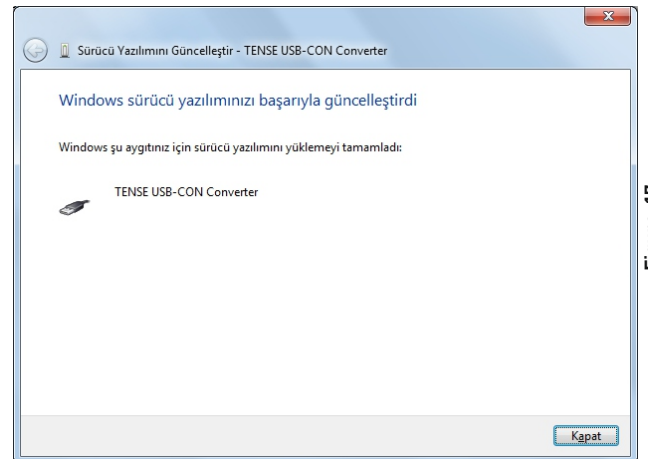 Sürücü Yazılımını Güncelleştir - TENSE USB-CON Converter
Windows sürücü yazılımınızı başarıyla güncelleştirdi
Windows şu aygıtınız için sürücü yazılımını yüklemeyi tamamladı:
TENSE USB-CON Converter
Kapat